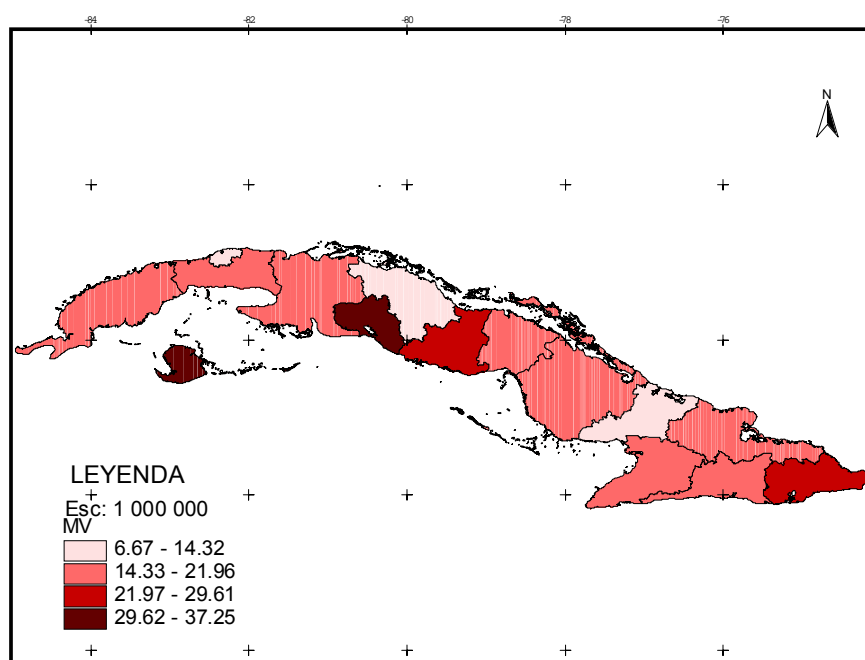 -84 -82 -80 -78 -76
N
LEYENDA
Esc: 1 000 000
MV
6.67 - 14.32
14.33 - 21.96
21.97 - 29.61
29.62 - 37.25